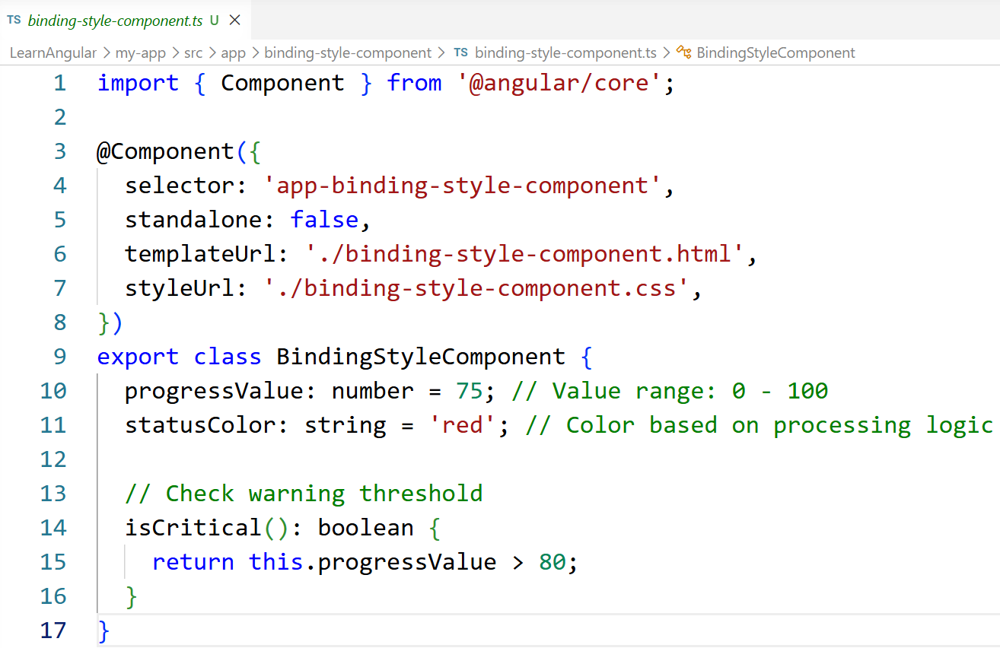 TS binding-style-component.ts U
LearnAngular > my-app > src > app > binding-style-component > TS binding-style-component.ts > BindingStyleComponent
1 import { Component } from '@angular/core';
2
3 @Component({
4   selector: 'app-binding-style-component',
5   standalone: false,
6   templateUrl: './binding-style-component.html',
7   styleUrl: './binding-style-component.css',
8 })
9 export class BindingStyleComponent {
10   progressValue: number = 75; // Value range: 0 - 100
11   statusColor: string = 'red'; // Color based on processing logic
12
13   // Check warning threshold
14   isCritical(): boolean {
15     return this.progressValue > 80;
16   }
17 }